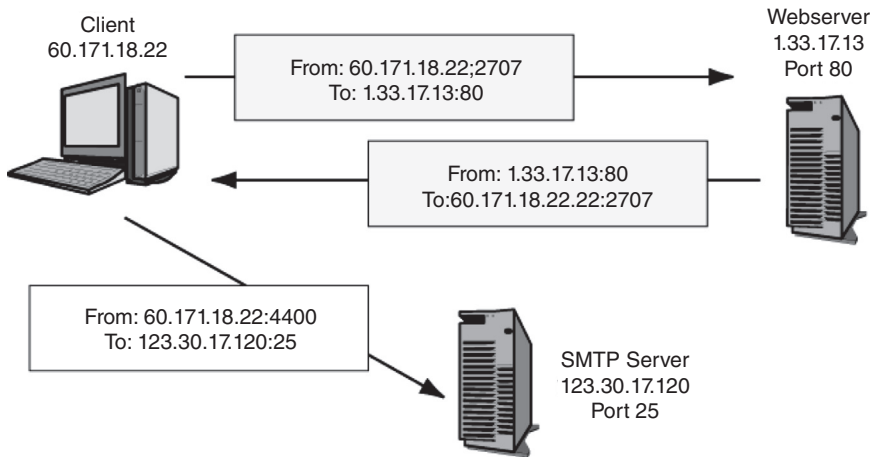 Client
60.171.18.22
Webserver
1.33.17.13
Port 80
From: 60.171.18.22;2707
To: 1.33.17.13:80
From: 1.33.17.13:80
To:60.171.18.22.22:2707
From: 60.171.18.22:4400
To: 123.30.17.120:25
SMTP Server
123.30.17.120
Port 25